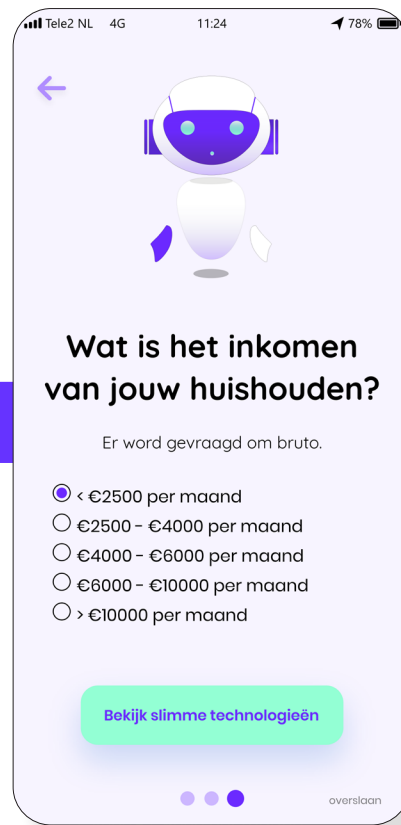 Tele2 NL 4G 11:24 78%
Wat is het inkomen
van jouw huishouden?
Er word gevraagd om bruto.
< €2500 per maand
€2500 - €4000 per maand
€4000 - €6000 per maand
€6000 - €10000 per maand
> €10000 per maand
Bekijk slimme technologieën
overslaan